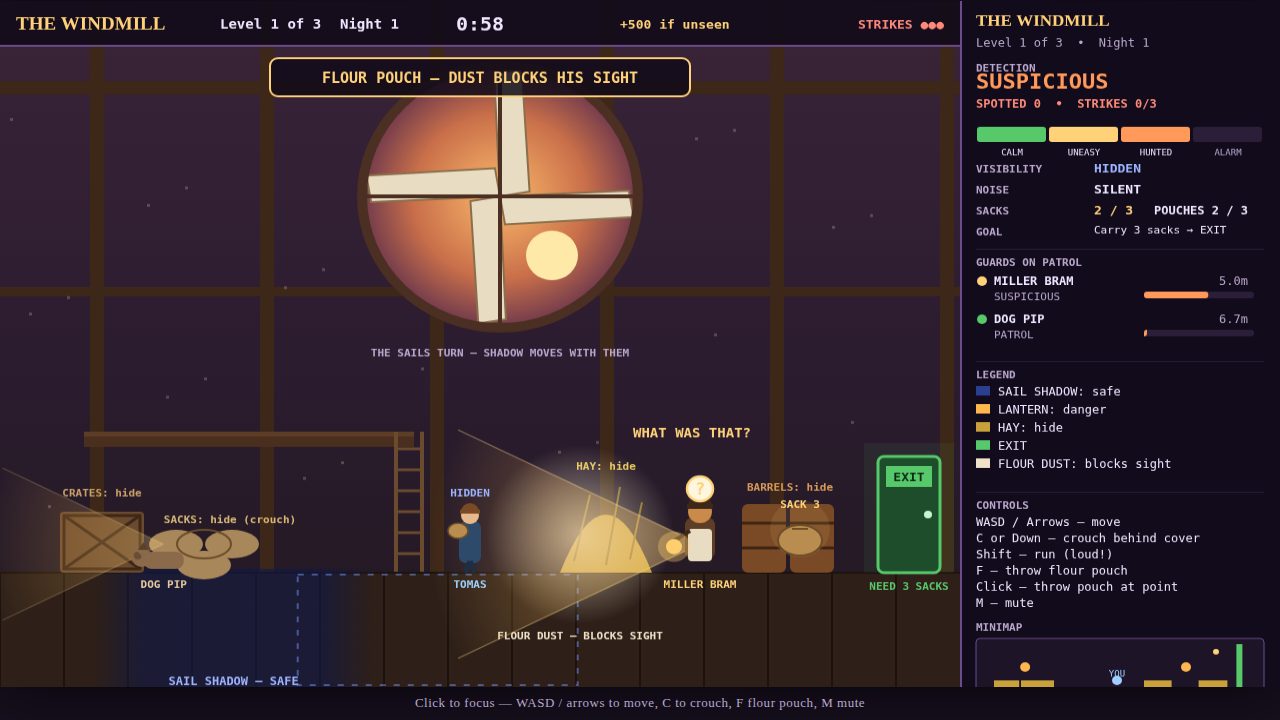 THE WINDMILL
Level 1 of 3 Night 1
0:58
+500 if unseen
STRIKES
FLOUR POUCH — DUST BLOCKS HIS SIGHT
THE SAILS TURN — SHADOW MOVES WITH THEM
WHAT WAS THAT?
HAY: hide
?
BARRELS: hide
SACK 3
EXIT
CRATES: hide
SACKS: hide (crouch)
HIDDEN
DOG PIP
TOMAS
MILLER BRAM
NEED 3 SACKS
FLOUR DUST — BLOCKS SIGHT
SAIL SHADOW — SAFE
THE WINDMILL
Level 1 of 3 • Night 1
DETECTION
SUSPICIOUS
SPOTTED 0 • STRIKES 0/3
CALM UNEASY HUNTED ALARM
VISIBILITY HIDDEN
NOISE SILENT
SACKS 2 / 3 POUCHES 2 / 3
GOAL Carry 3 sacks → EXIT
GUARDS ON PATROL
MILLER BRAM 5.0m
SUSPICIOUS
DOG PIP 6.7m
PATROL
LEGEND
SAIL SHADOW: safe
LANTERN: danger
HAY: hide
EXIT
FLOUR DUST: blocks sight
CONTROLS
WASD / Arrows — move
C or Down — crouch behind cover
Shift — run (loud!)
F — throw flour pouch
Click — throw pouch at point
M — mute
MINIMAP
YOU
Click to focus — WASD / arrows to move, C to crouch, F flour pouch, M mute